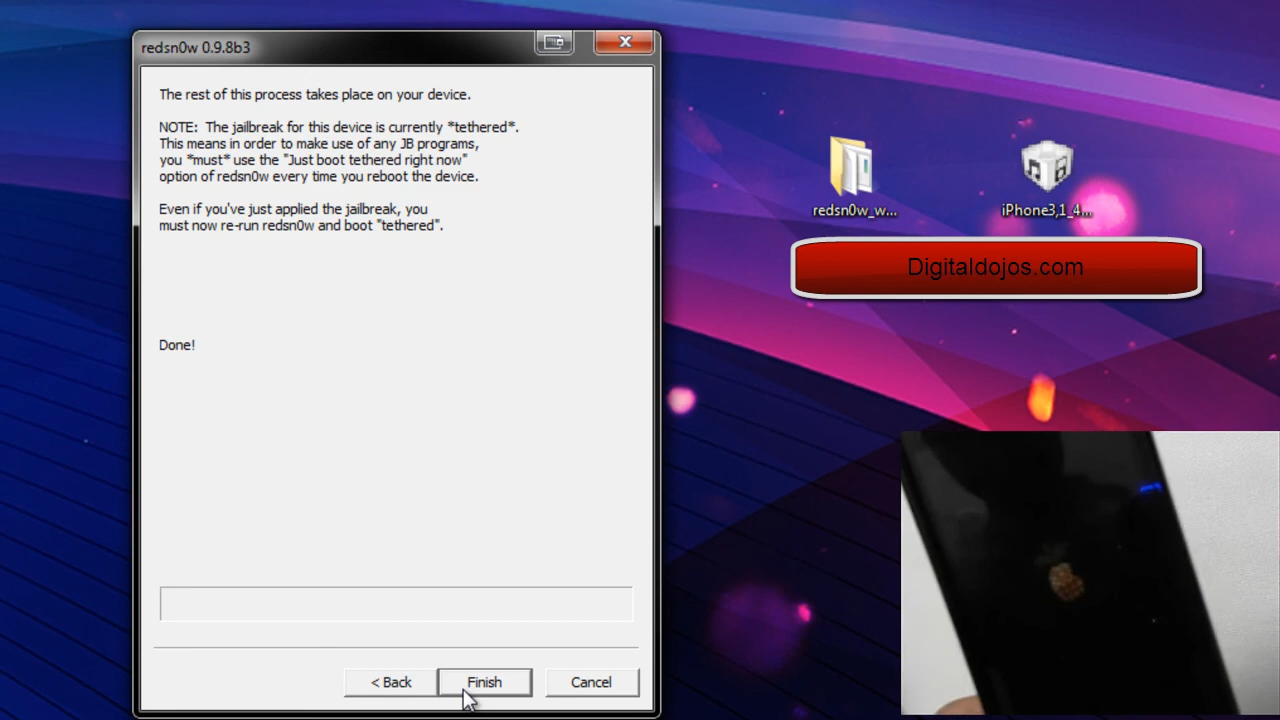 redsn0w 0.9.8b3
The rest of this process takes place on your device.
NOTE:  The jailbreak for this device is currently *tethered*.
This means in order to make use of any JB programs,
you *must* use the "Just boot tethered right now"
option of redsn0w every time you reboot the device.
Even if you've just applied the jailbreak, you
must now re-run redsn0w and boot "tethered".
Done!
< Back
Finish
Cancel
redsn0w_w...
iPhone3,1_4...
Digitaldojos.com